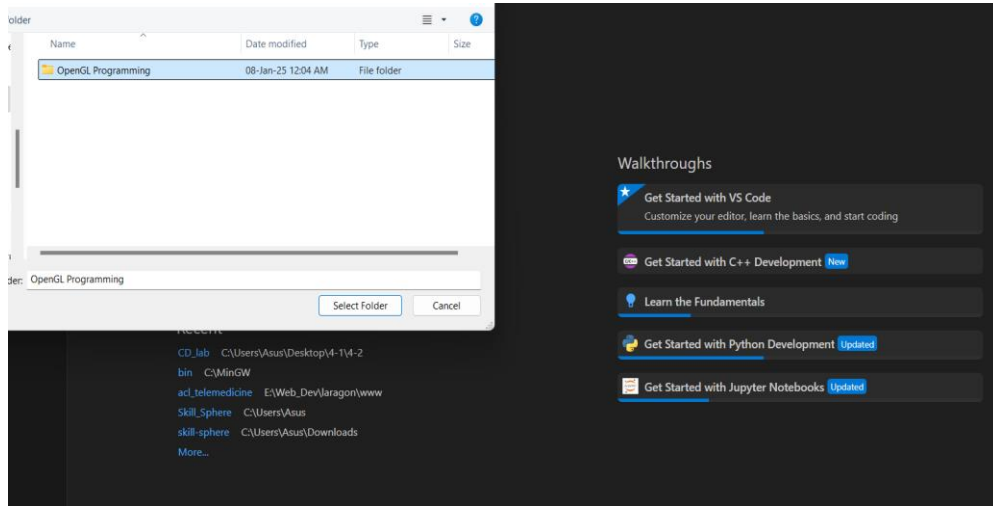 older
Name Date modified Type Size
OpenGL Programming 08-Jan-25 12:04 AM File folder
der: OpenGL Programming
Select Folder Cancel
Recent
CD_lab C:\Users\Asus\Desktop\4-1\4-2
bin C:\MinGW
acl_telemedicine E:\Web_Dev\laragon\www
Skill_Sphere C:\Users\Asus
skill-sphere C:\Users\Asus\Downloads
More...
Walkthroughs
Get Started with VS Code
Customize your editor, learn the basics, and start coding
Get Started with C++ Development New
Learn the Fundamentals
Get Started with Python Development Updated
Get Started with Jupyter Notebooks Updated